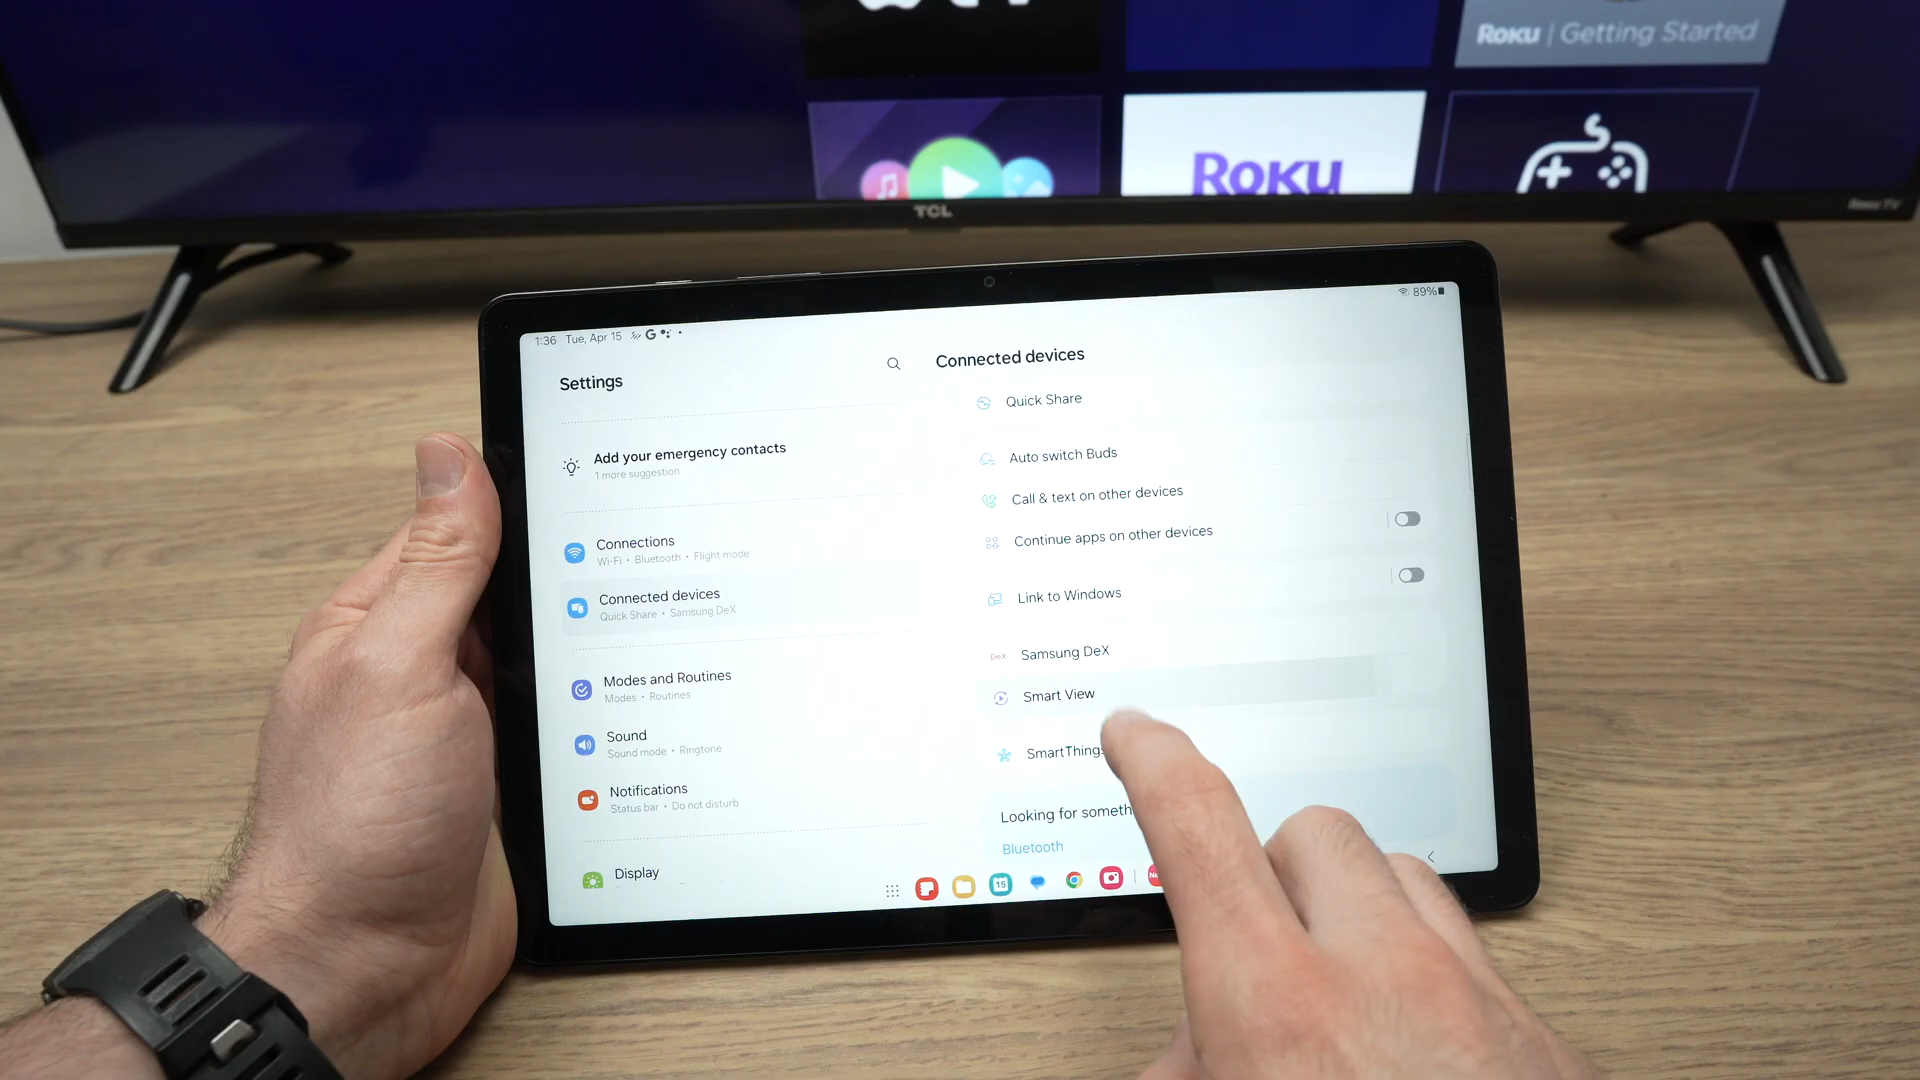 Roku | Getting Started
Roku
TCL
Roku TV
1:36 Tue, Apr 15
G
89%
Settings
Add your emergency contacts
1 more suggestion
Connections
Wi-Fi • Bluetooth • Flight mode
Connected devices
Quick Share • Samsung DeX
Modes and Routines
Modes • Routines
Sound
Sound mode • Ringtone
Notifications
Status bar • Do not disturb
Display
Connected devices
Quick Share
Auto switch Buds
Call & text on other devices
Continue apps on other devices
Link to Windows
DeX Samsung DeX
Smart View
SmartThings
Looking for someth
Bluetooth
15